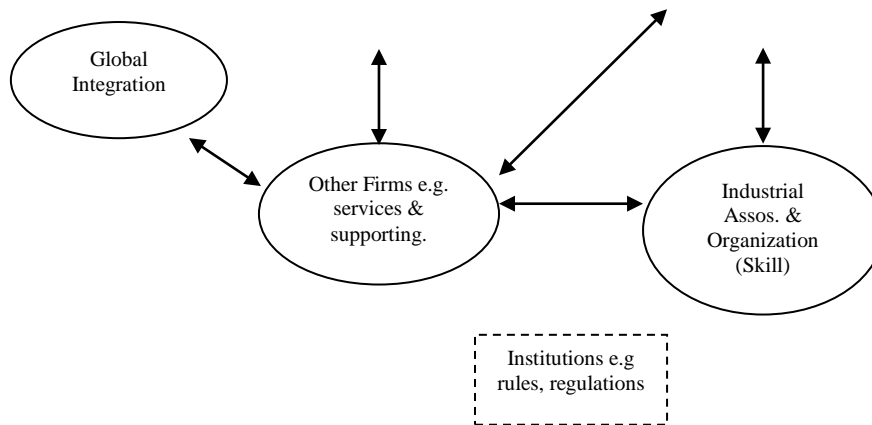 Global
Integration
Other Firms e.g.
services &
supporting.
Industrial
Assos. &
Organization
(Skill)
Institutions e.g
rules, regulations